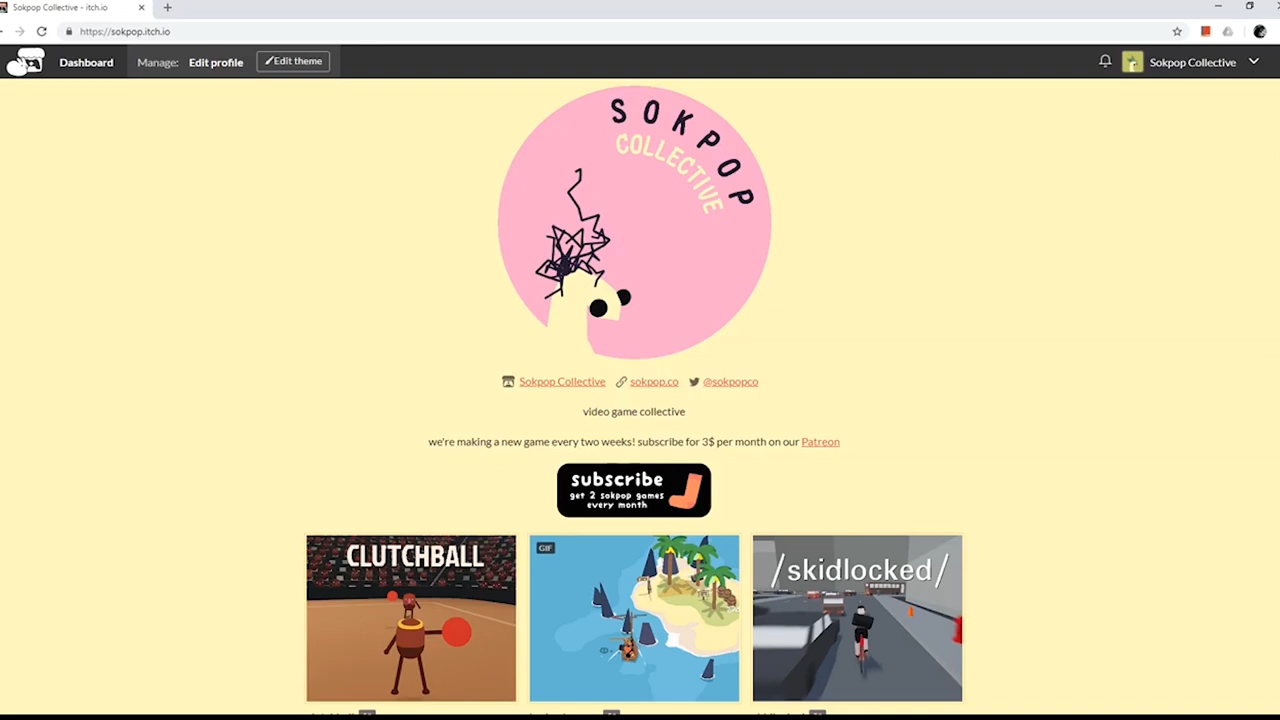 Sokpop Collective - itch.io
https://sokpop.itch.io
Dashboard Manage: Edit profile Edit theme Sokpop Collective
SOKPOP
COLLECTIVE
Sokpop Collective sokpop.co @sokpopco
video game collective
we're making a new game every two weeks! subscribe for 3$ per month on our Patreon
subscribe
get 2 sokpop games
every month
CLUTCHBALL
GIF
/skidlocked/